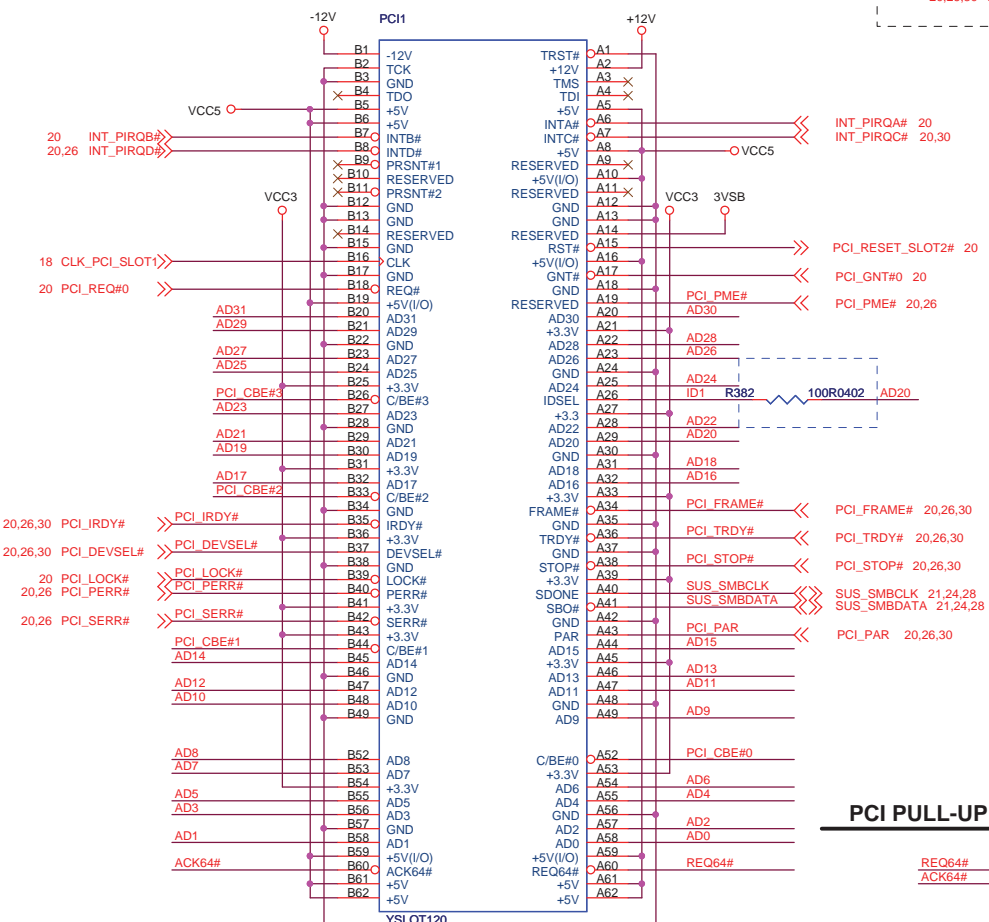 -12V PCI1 +12V
B1 -12V TRST# A1
B2 TCK +12V A2
B3 GND TMS A3
B4 TDO TDI A4
VCC5 B5 +5V +5V A5
B6 +5V INTA# A6 INT_PIRQA# 20
20 INT_PIRQB# B7 INTB# INTC# A7 INT_PIRQC# 20,30
20,26 INT_PIRQD# B8 INTD# +5V A8 VCC5
B9 PRSNT#1 RESERVED A9
B10 RESERVED +5V(I/O) A10
B11 PRSNT#2 RESERVED A11
VCC3 B12 GND GND A12 VCC3 3VSB
B13 GND GND A13
B14 RESERVED RESERVED A14
B15 GND RST# A15 PCI_RESET_SLOT2# 20
18 CLK_PCI_SLOT1 B16 CLK +5V(I/O) A16
B17 GND GNT# A17 PCI_GNT#0 20
20 PCI_REQ#0 B18 REQ# GND A18
B19 +5V(I/O) RESERVED A19 PCI_PME# PCI_PME# 20,26
AD31 B20 AD31 AD30 A20 AD30
AD29 B21 AD29 +3.3V A21
B22 GND AD28 A22 AD28
AD27 B23 AD27 AD26 A23 AD26
AD25 B24 AD25 GND A24
B25 +3.3V AD24 A25 AD24
PCI_CBE#3 B26 C/BE#3 IDSEL A26 ID1 R382 100R0402 AD20
AD23 B27 AD23 +3.3 A27
B28 GND AD22 A28 AD22
AD21 B29 AD21 AD20 A29 AD20
AD19 B30 AD19 GND A30
B31 +3.3V AD18 A31 AD18
AD17 B32 AD17 AD16 A32 AD16
PCI_CBE#2 B33 C/BE#2 +3.3V A33
B34 GND FRAME# A34 PCI_FRAME# PCI_FRAME# 20,26,30
20,26,30 PCI_IRDY# PCI_IRDY# B35 IRDY# GND A35
B36 +3.3V TRDY# A36 PCI_TRDY# PCI_TRDY# 20,26,30
20,26,30 PCI_DEVSEL# PCI_DEVSEL# B37 DEVSEL# GND A37
B38 GND STOP# A38 PCI_STOP# PCI_STOP# 20,26,30
20 PCI_LOCK# PCI_LOCK# B39 LOCK# +3.3V A39
20,26 PCI_PERR# PCI_PERR# B40 PERR# SDONE A40 SUS_SMBCLK SUS_SMBCLK 21,24,28
B41 +3.3V SBO# A41 SUS_SMBDATA SUS_SMBDATA 21,24,28
20,26 PCI_SERR# PCI_SERR# B42 SERR# GND A42
B43 +3.3V PAR A43 PCI_PAR PCI_PAR 20,26,30
PCI_CBE#1 B44 C/BE#1 AD15 A44 AD15
AD14 B45 AD14 +3.3V A45
B46 GND AD13 A46 AD13
AD12 B47 AD12 AD11 A47 AD11
AD10 B48 AD10 GND A48
B49 GND AD9 A49 AD9
AD8 B52 AD8 C/BE#0 A52 PCI_CBE#0
AD7 B53 AD7 +3.3V A53
B54 +3.3V AD6 A54 AD6
AD5 B55 AD5 AD4 A55 AD4
AD3 B56 AD3 GND A56
B57 GND AD2 A57 AD2
AD1 B58 AD1 AD0 A58 AD0
B59 +5V(I/O) +5V(I/O) A59
ACK64# B60 ACK64# REQ64# A60 REQ64#
B61 +5V +5V A61
B62 +5V +5V A62
YSLOT120
PCI PULL-UP
REQ64#
ACK64#